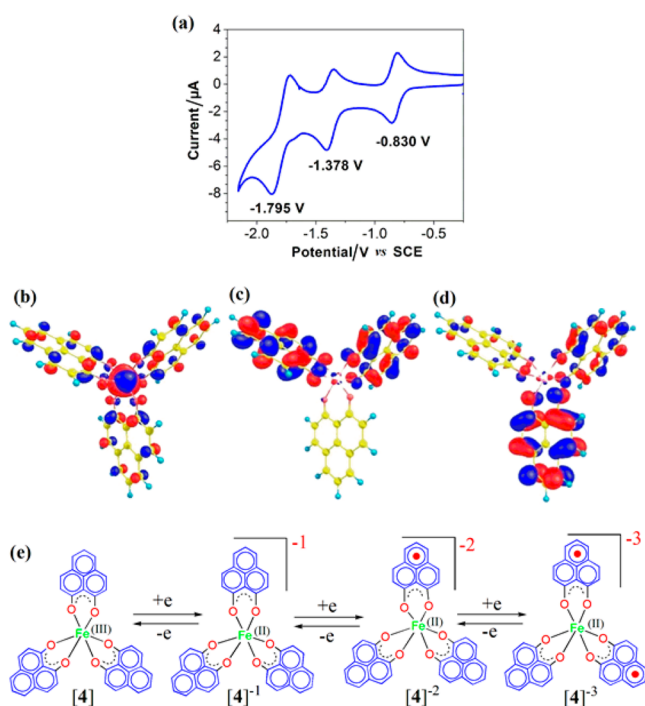 (a)
Current/µA
4
2
0
-2
-4
-6
-8
-0.830 V
-1.378 V
-1.795 V
-2.0 -1.5 -1.0 -0.5
Potential/V vs SCE
(b) (c) (d)
(e)
-1 -2 -3
+e +e +e
-e -e -e
Fe (III) Fe (II) Fe (II) Fe (II)
O O O O O O O O
O O O O O O O O
O O O O O O O O
[4] [4]-1 [4]-2 [4]-3